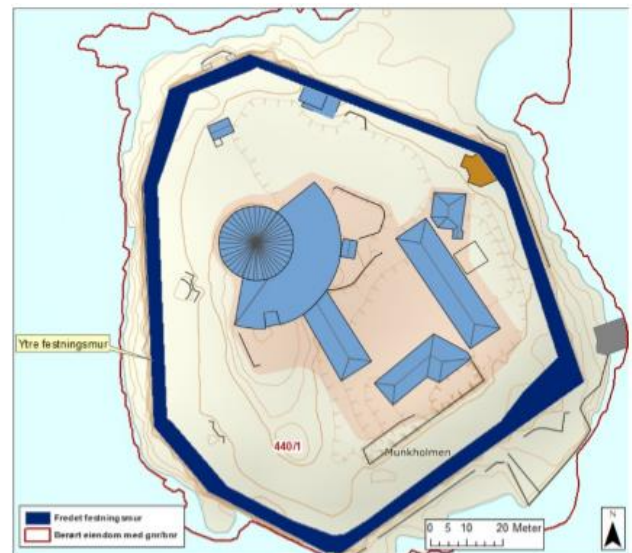 Ytre festningsmur
440/1
Munkholmen
Fredet festningsmur
Berørt eiendom med gnr/bnr
0 5 10 20 Meter
N